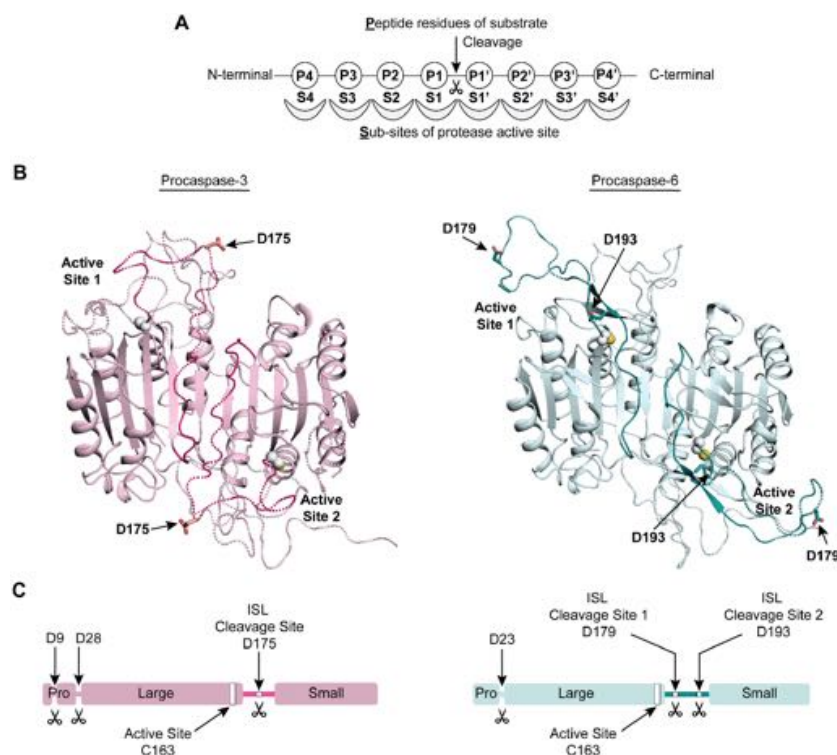 A
Peptide residues of substrate
Cleavage
N-terminal P4 P3 P2 P1 P1' P2' P3' P4' C-terminal
S4 S3 S2 S1 S1' S2' S3' S4'
Sub-sites of protease active site
B
Procaspase-3
D175
Active
Site 1
D175
Active
Site 2
Procaspase-6
D179
D193
Active
Site 1
Active
Site 2
D193
D179
C
D9 D28
ISL
Cleavage Site
D175
Pro Large Small
Active Site
C163
D23
ISL
Cleavage Site 1
D179
ISL
Cleavage Site 2
D193
Pro Large Small
Active Site
C163